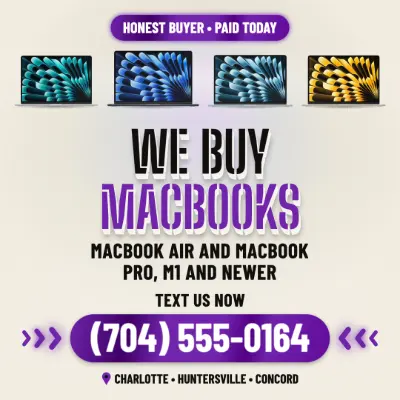 HONEST BUYER • PAID TODAY
WE BUY
MACBOOKS
MACBOOK AIR AND MACBOOK
PRO, M1 AND NEWER
TEXT US NOW
(704) 555-0164
CHARLOTTE • HUNTERSVILLE • CONCORD